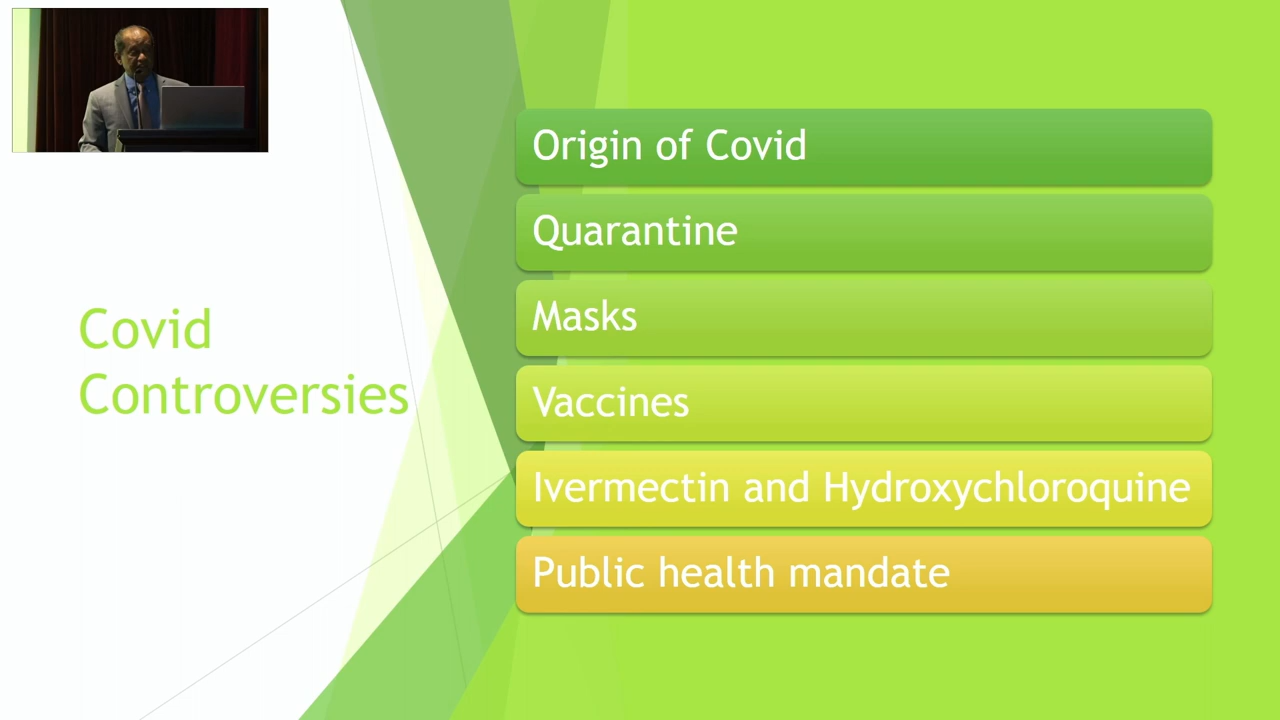 Covid
Controversies
Origin of Covid
Quarantine
Masks
Vaccines
Ivermectin and Hydroxychloroquine
Public health mandate